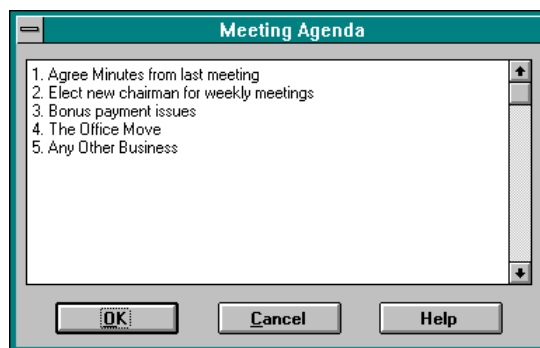 Meeting Agenda
1. Agree Minutes from last meeting
2. Elect new chairman for weekly meetings
3. Bonus payment issues
4. The Office Move
5. Any Other Business
OK Cancel Help